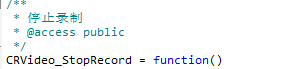 /**
* 停止录制
* @access public
*/
CRVideo_StopRecord = function()